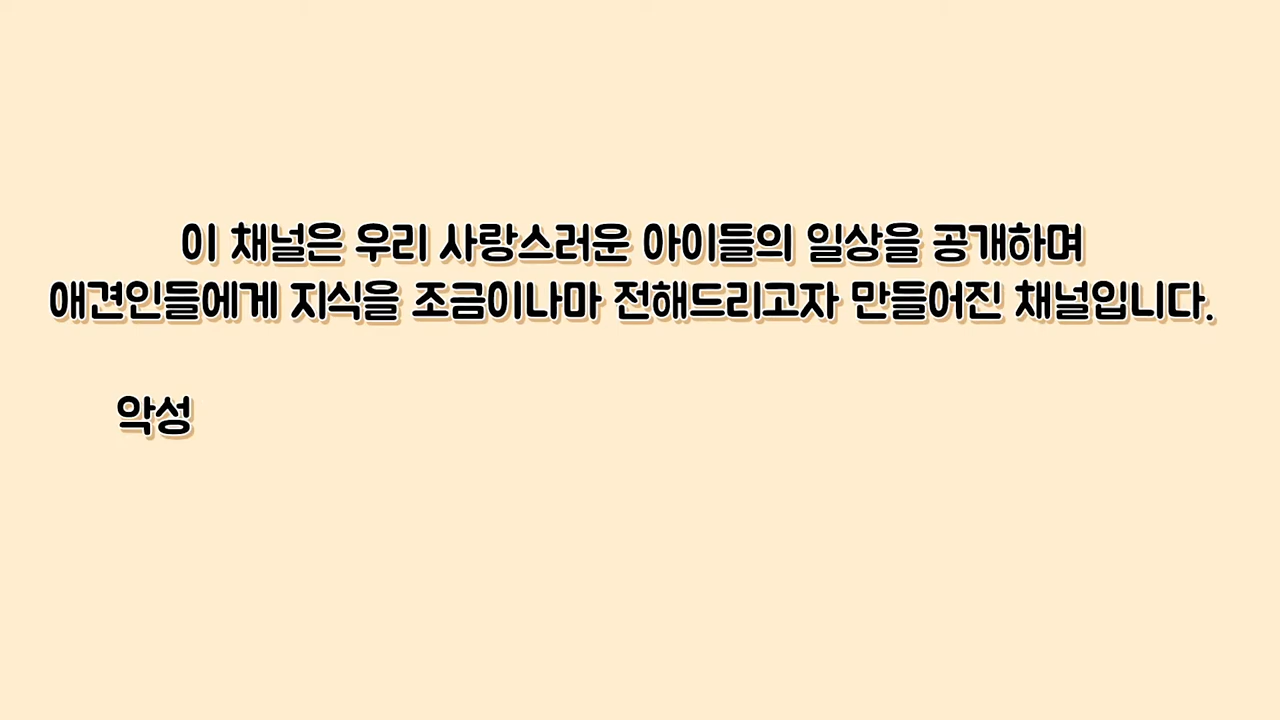 이 채널은 우리 사랑스러운 아이들의 일상을 공개하며
애견인들에게 지식을 조금이나마 전해드리고자 만들어진 채널입니다.
악성